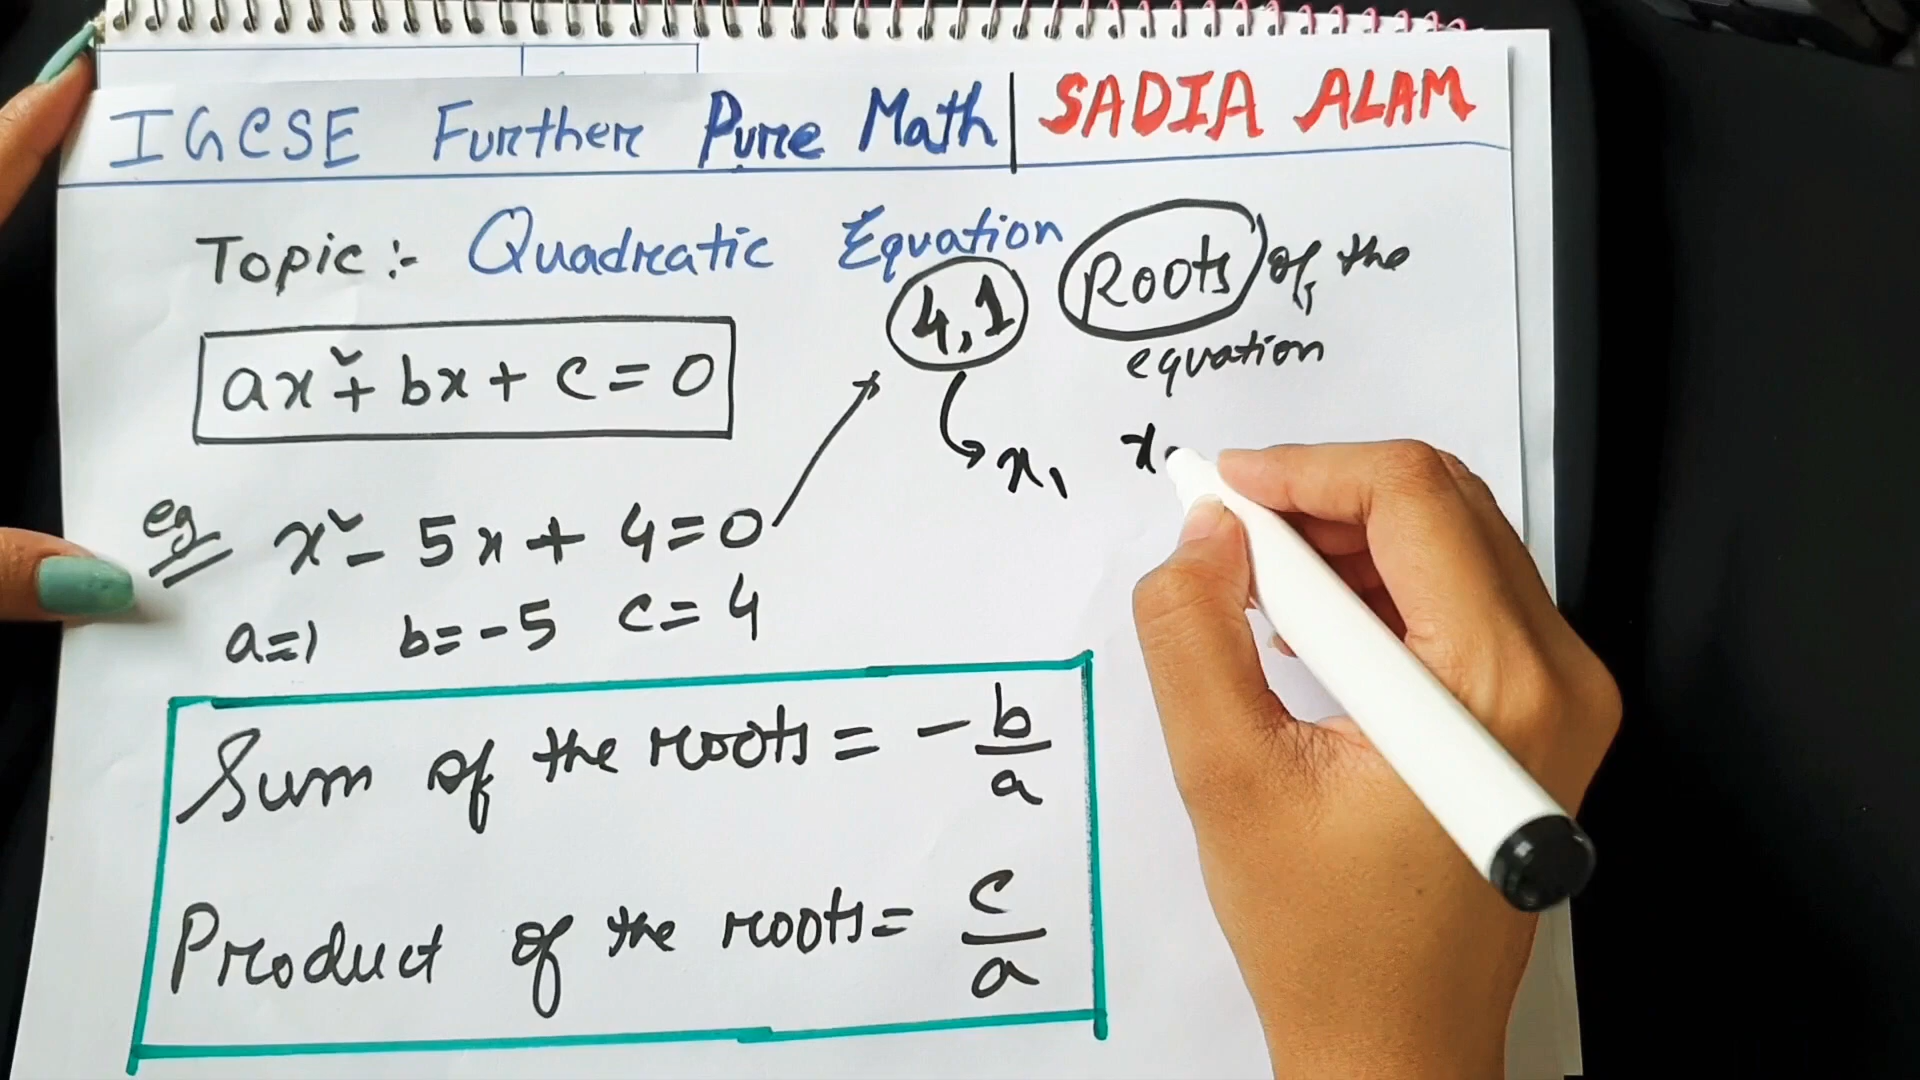 IGCSE Further Pure Math | SADIA ALAM
Topic:- Quadratic Equation
ax² + bx + c = 0
4, 1
Roots of the
equation
x₁
x
eg
x² - 5x + 4 = 0
a=1 b=-5 c=4
Sum of the roots = - b/a
Product of the roots = c/a